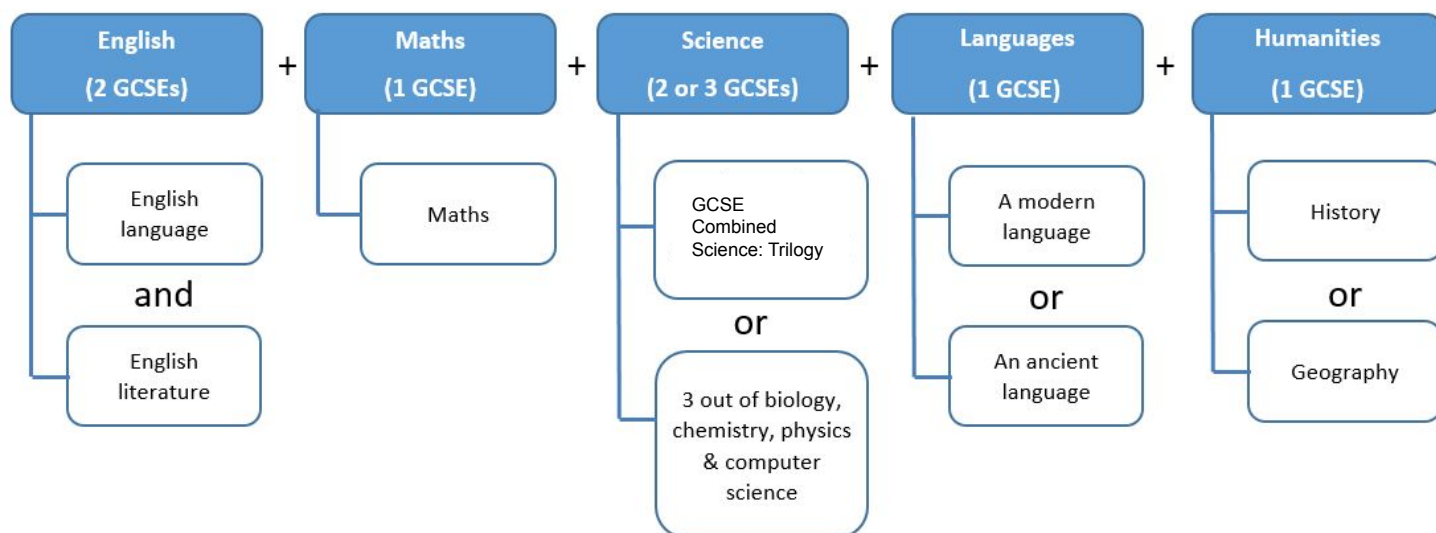 English
(2 GCSEs)
+
Maths
(1 GCSE)
+
Science
(2 or 3 GCSEs)
+
Languages
(1 GCSE)
+
Humanities
(1 GCSE)
English
language
and
English
literature
Maths
GCSE
Combined
Science: Trilogy
or
3 out of biology,
chemistry, physics
& computer
science
A modern
language
or
An ancient
language
History
or
Geography